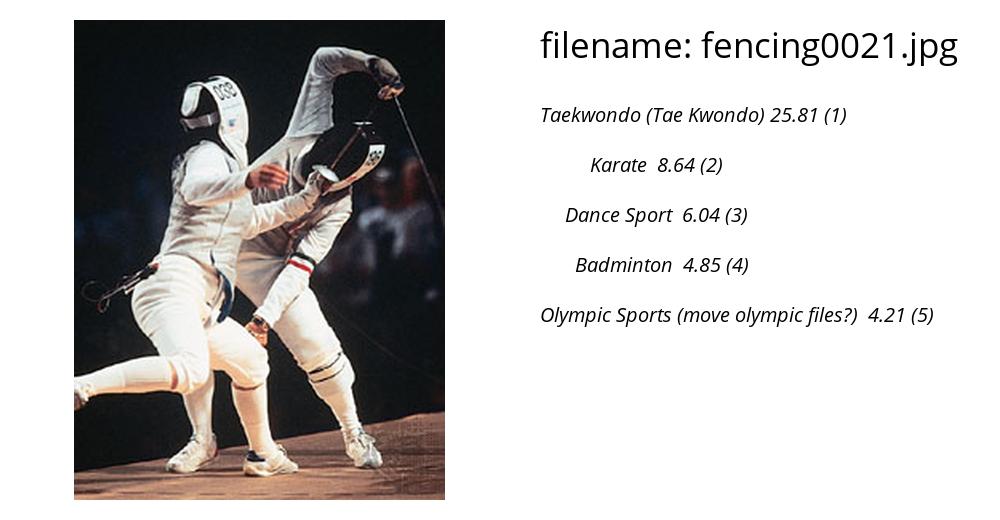 filename: fencing0021.jpg
Taekwondo (Tae Kwondo) 25.81 (1)
Karate 8.64 (2)
Dance Sport 6.04 (3)
Badminton 4.85 (4)
Olympic Sports (move olympic files?) 4.21 (5)